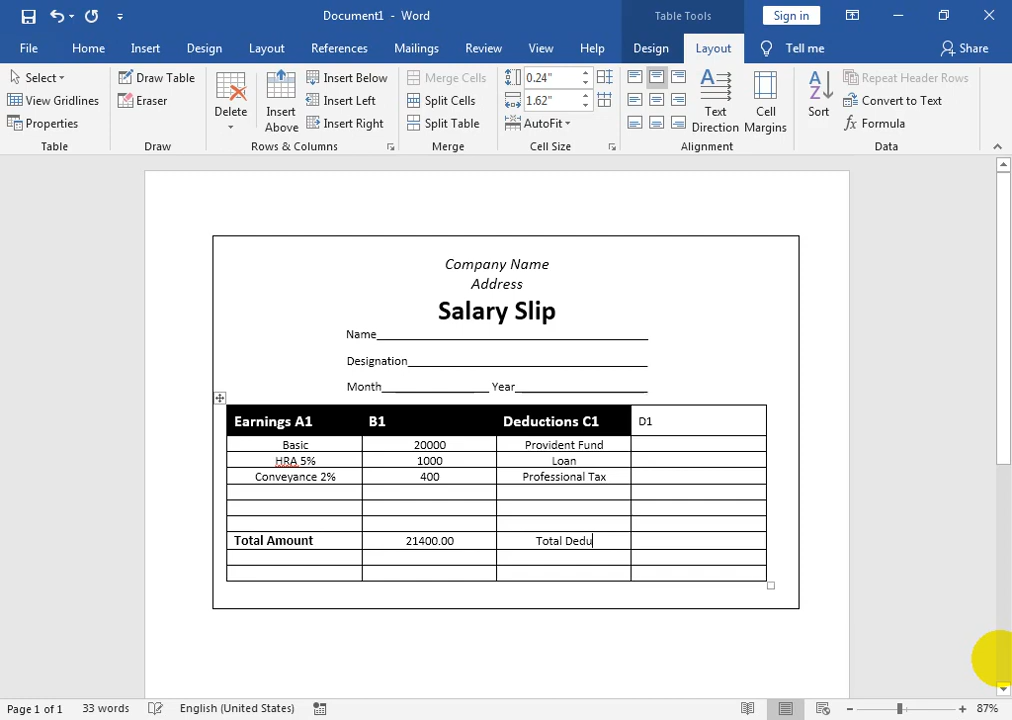 Document1 - Word
Table Tools
Sign in
File Home Insert Design Layout References Mailings Review View Help Design Layout Tell me Share
Select Draw Table Delete Insert Above Insert Below Merge Cells 0.24" Text Direction Cell Margins Sort Repeat Header Rows
View Gridlines Eraser Insert Left Split Cells 1.62" Convert to Text
Properties Insert Right Split Table AutoFit Formula
Table Draw Rows & Columns Merge Cell Size Alignment Data
Company Name
Address
Salary Slip
Name
Designation
Month Year
Earnings A1 B1 Deductions C1 D1
Basic 20000 Provident Fund
HRA 5% 1000 Loan
Conveyance 2% 400 Professional Tax
Total Amount 21400.00 Total Dedu
Page 1 of 1 33 words English (United States) 87%